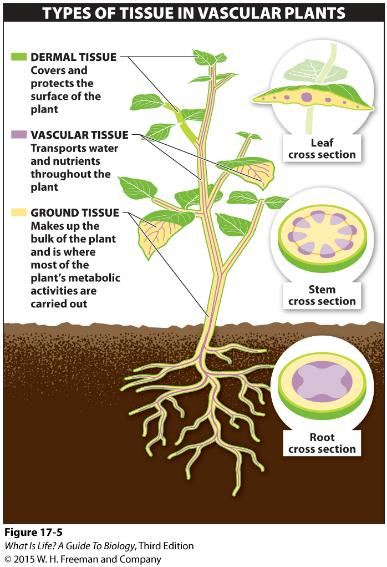 TYPES OF TISSUE IN VASCULAR PLANTS
DERMAL TISSUE
Covers and
protects the
surface of the
plant
VASCULAR TISSUE
Transports water
and nutrients
throughout the
plant
GROUND TISSUE
Makes up the
bulk of the plant
and is where
most of the
plant's metabolic
activities are
carried out
Leaf
cross section
Stem
cross section
Root
cross section
Figure 17-5
What Is Life? A Guide To Biology, Third Edition
© 2015 W. H. Freeman and Company